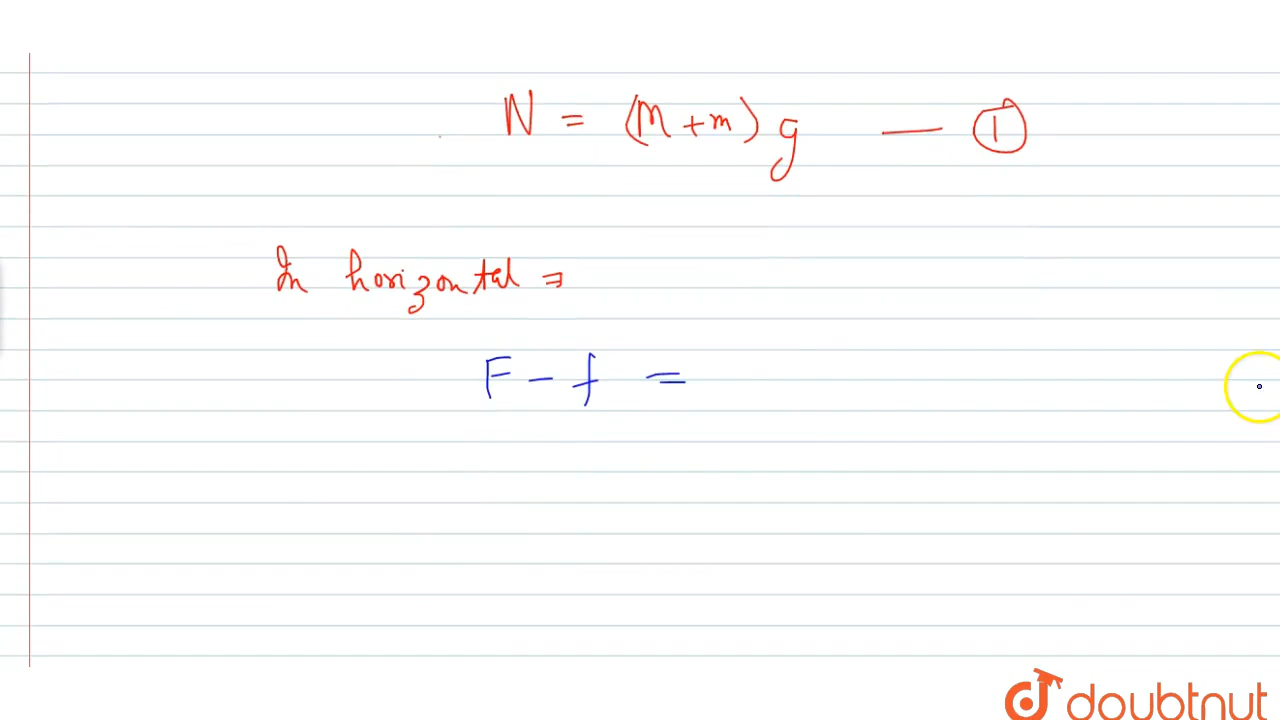 N = (M+m) g — ①
In horizontal ⇒
F - f =
doubtnut